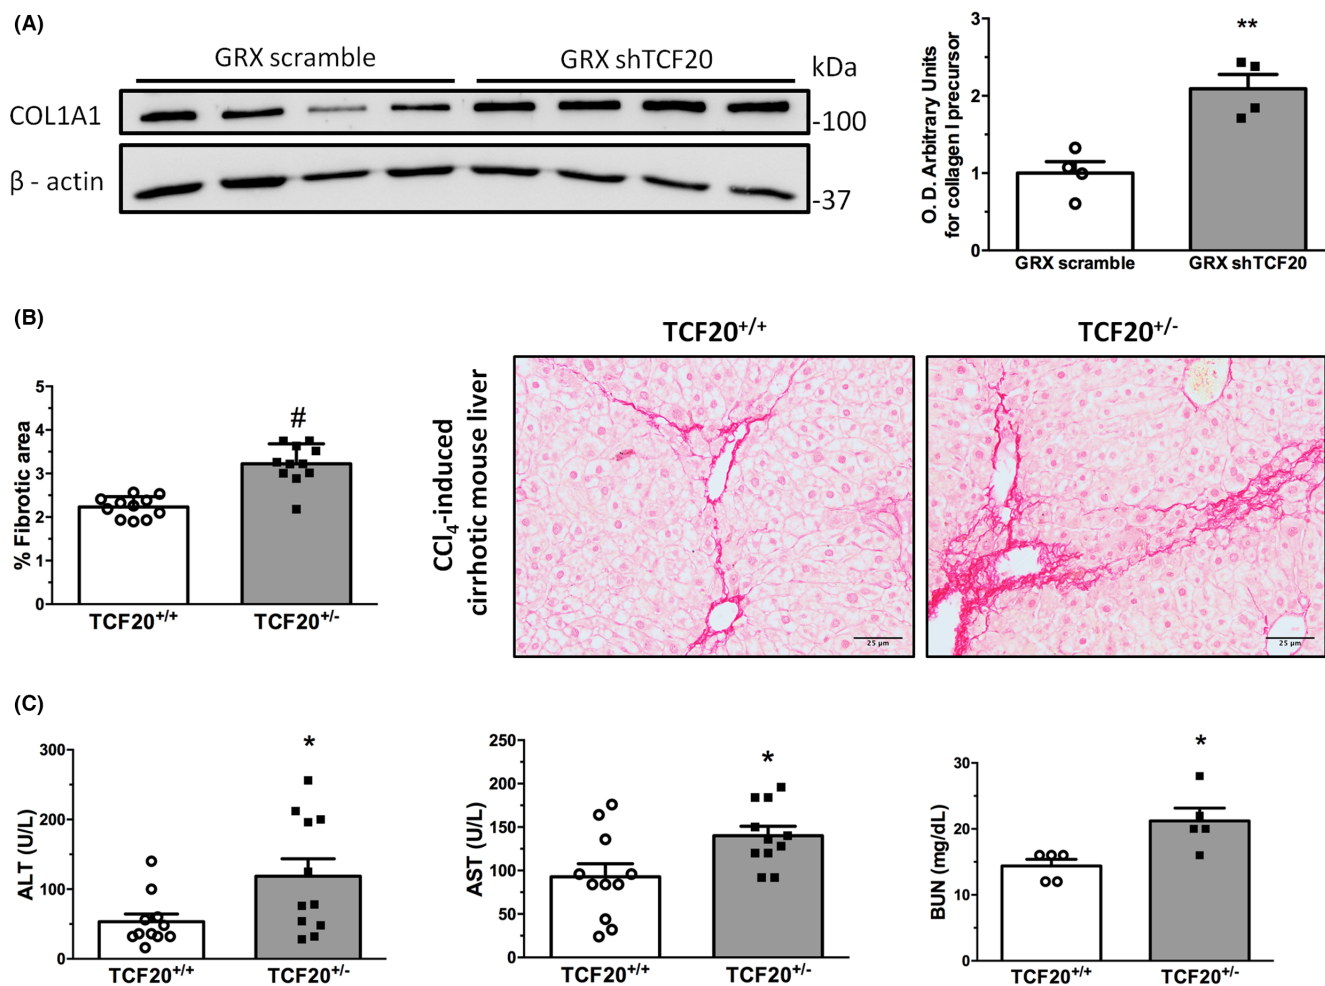 (A)
GRX scramble
GRX shTCF20
kDa
COL1A1
-100
β - actin
-37
O. D. Arbitrary Units
for collagen I precursor
3
2
1
0
**
GRX scramble
GRX shTCF20
(B)
% Fibrotic area
5
4
3
2
1
0
#
TCF20+/+
TCF20+/-
CCl4-induced
cirrhotic mouse liver
TCF20+/+
TCF20+/-
25 µm
25 µm
(C)
ALT (U/L)
300
200
100
0
*
TCF20+/+
TCF20+/-
AST (U/L)
250
200
150
100
50
0
*
TCF20+/+
TCF20+/-
BUN (mg/dL)
30
20
10
0
*
TCF20+/+
TCF20+/-